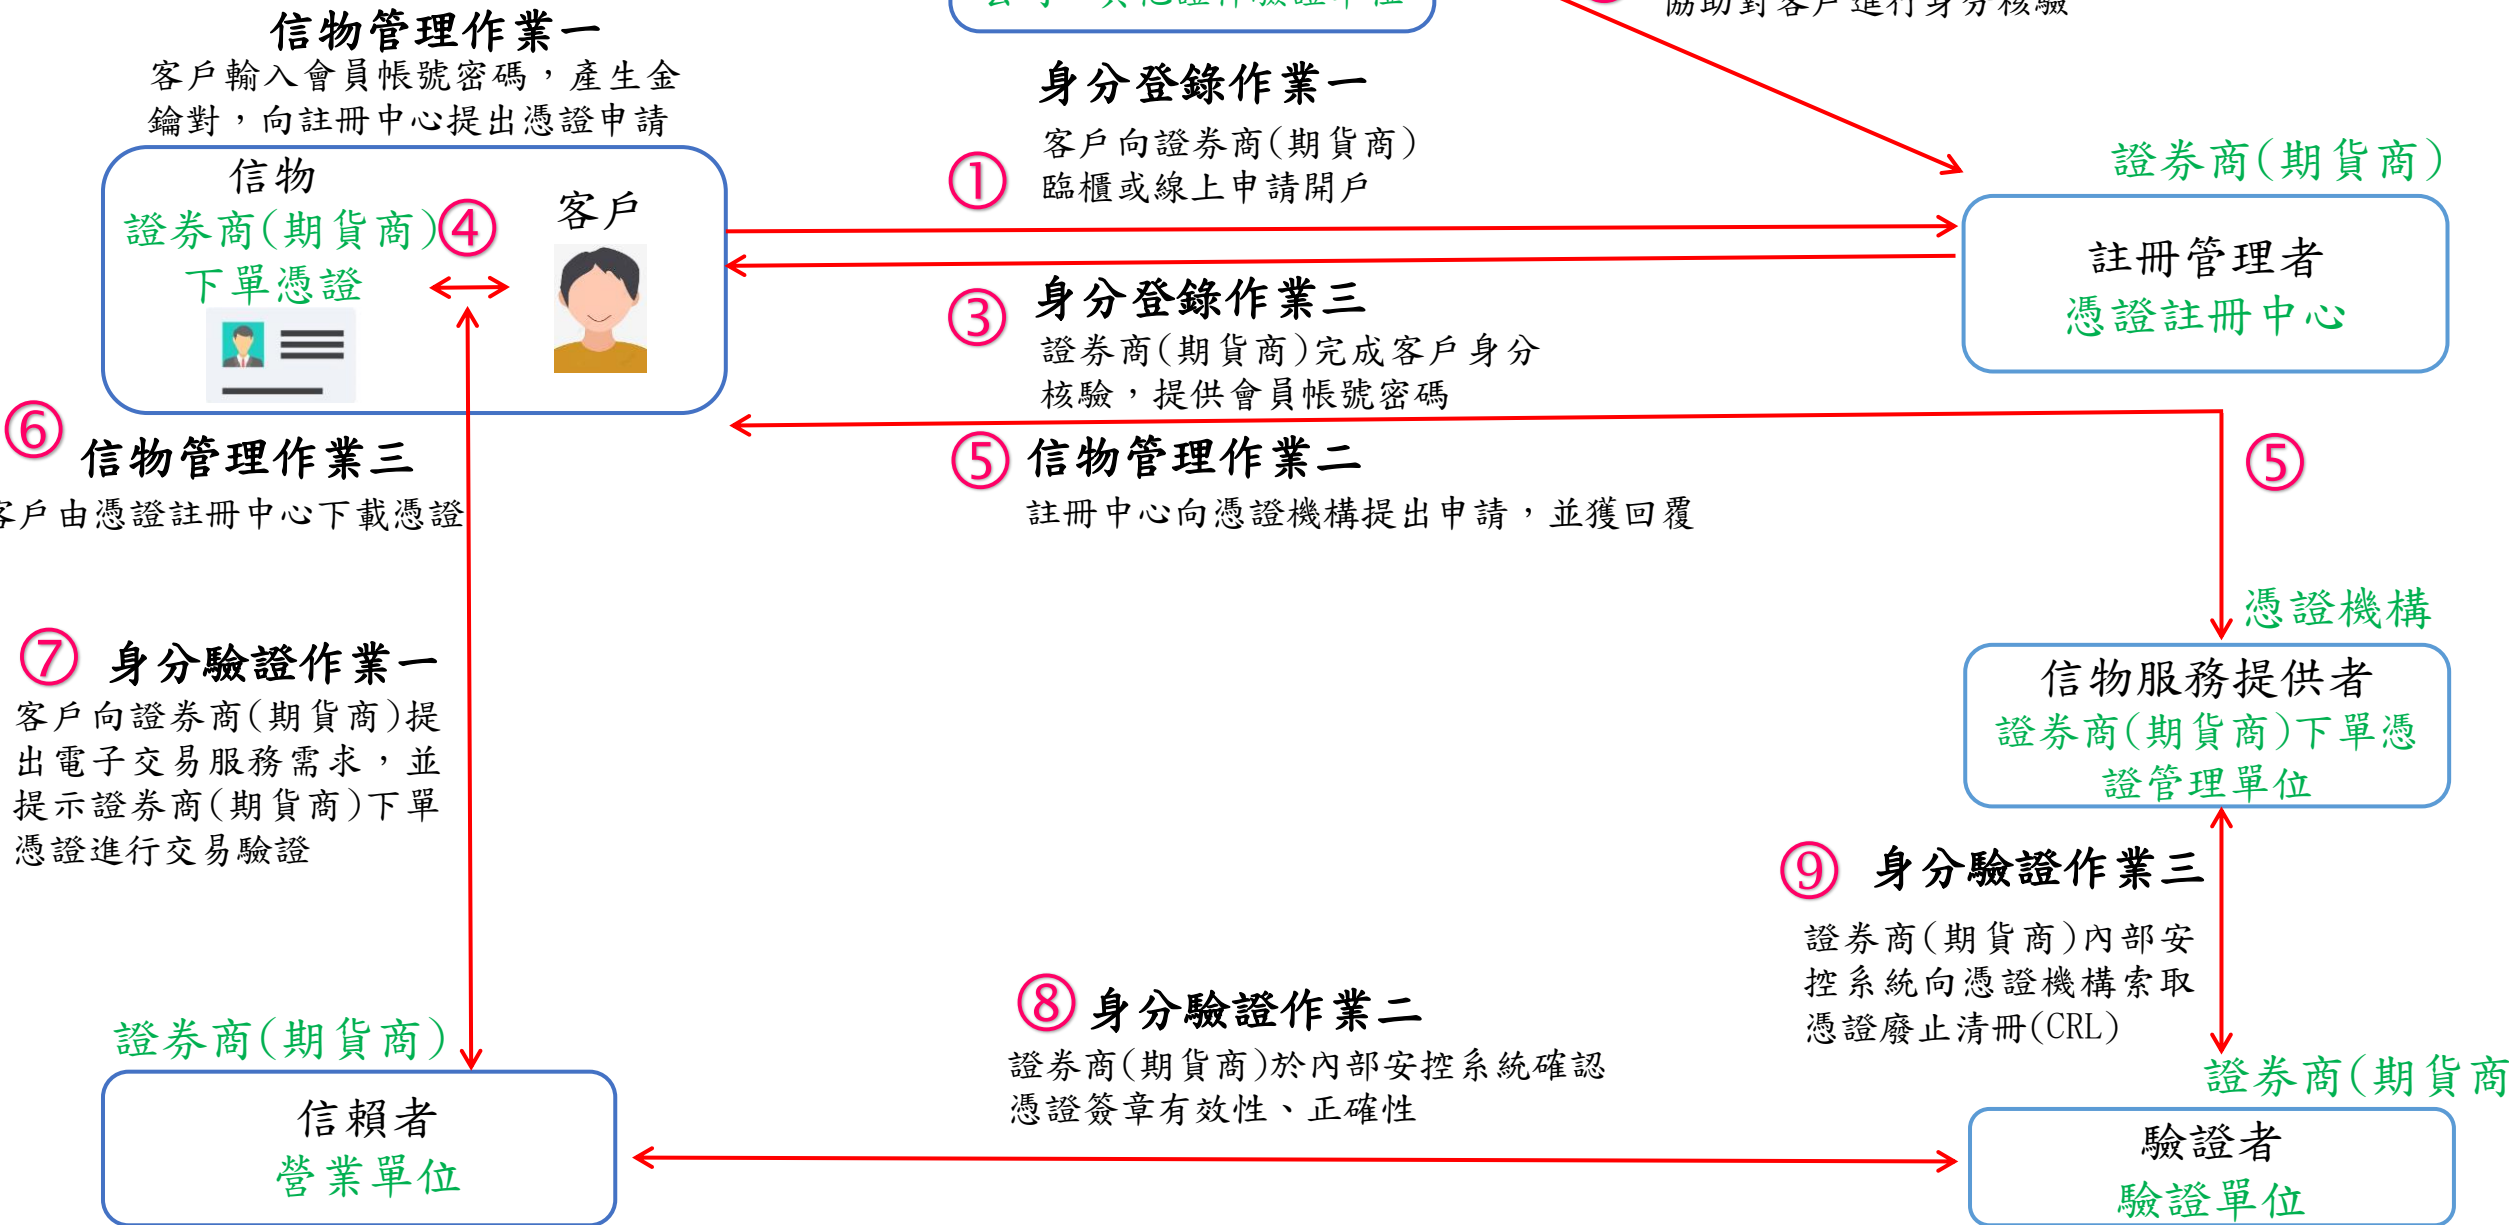 信物管理作業一
客戶輸入會員帳號密碼，產生金
鑰對，向註冊中心提出憑證申請
協助對客戶進行身分核驗
身分登錄作業一
客戶向證券商(期貨商)
臨櫃或線上申請開戶
①
信物
證券商(期貨商)
下單憑證
④
客戶
證券商(期貨商)
註冊管理者
憑證註冊中心
③
身分登錄作業三
證券商(期貨商)完成客戶身分
核驗，提供會員帳號密碼
⑤
信物管理作業二
註冊中心向憑證機構提出申請，並獲回覆
⑤
⑥
信物管理作業三
客戶由憑證註冊中心下載憑證
憑證機構
信物服務提供者
證券商(期貨商)下單憑
證管理單位
⑦
身分驗證作業一
客戶向證券商(期貨商)提
出電子交易服務需求，並
提示證券商(期貨商)下單
憑證進行交易驗證
⑨
身分驗證作業三
證券商(期貨商)內部安
控系統向憑證機構索取
憑證廢止清冊(CRL)
⑧
身分驗證作業二
證券商(期貨商)於內部安控系統確認
憑證簽章有效性、正確性
證券商(期貨商)
信賴者
營業單位
證券商(期貨商
驗證者
驗證單位